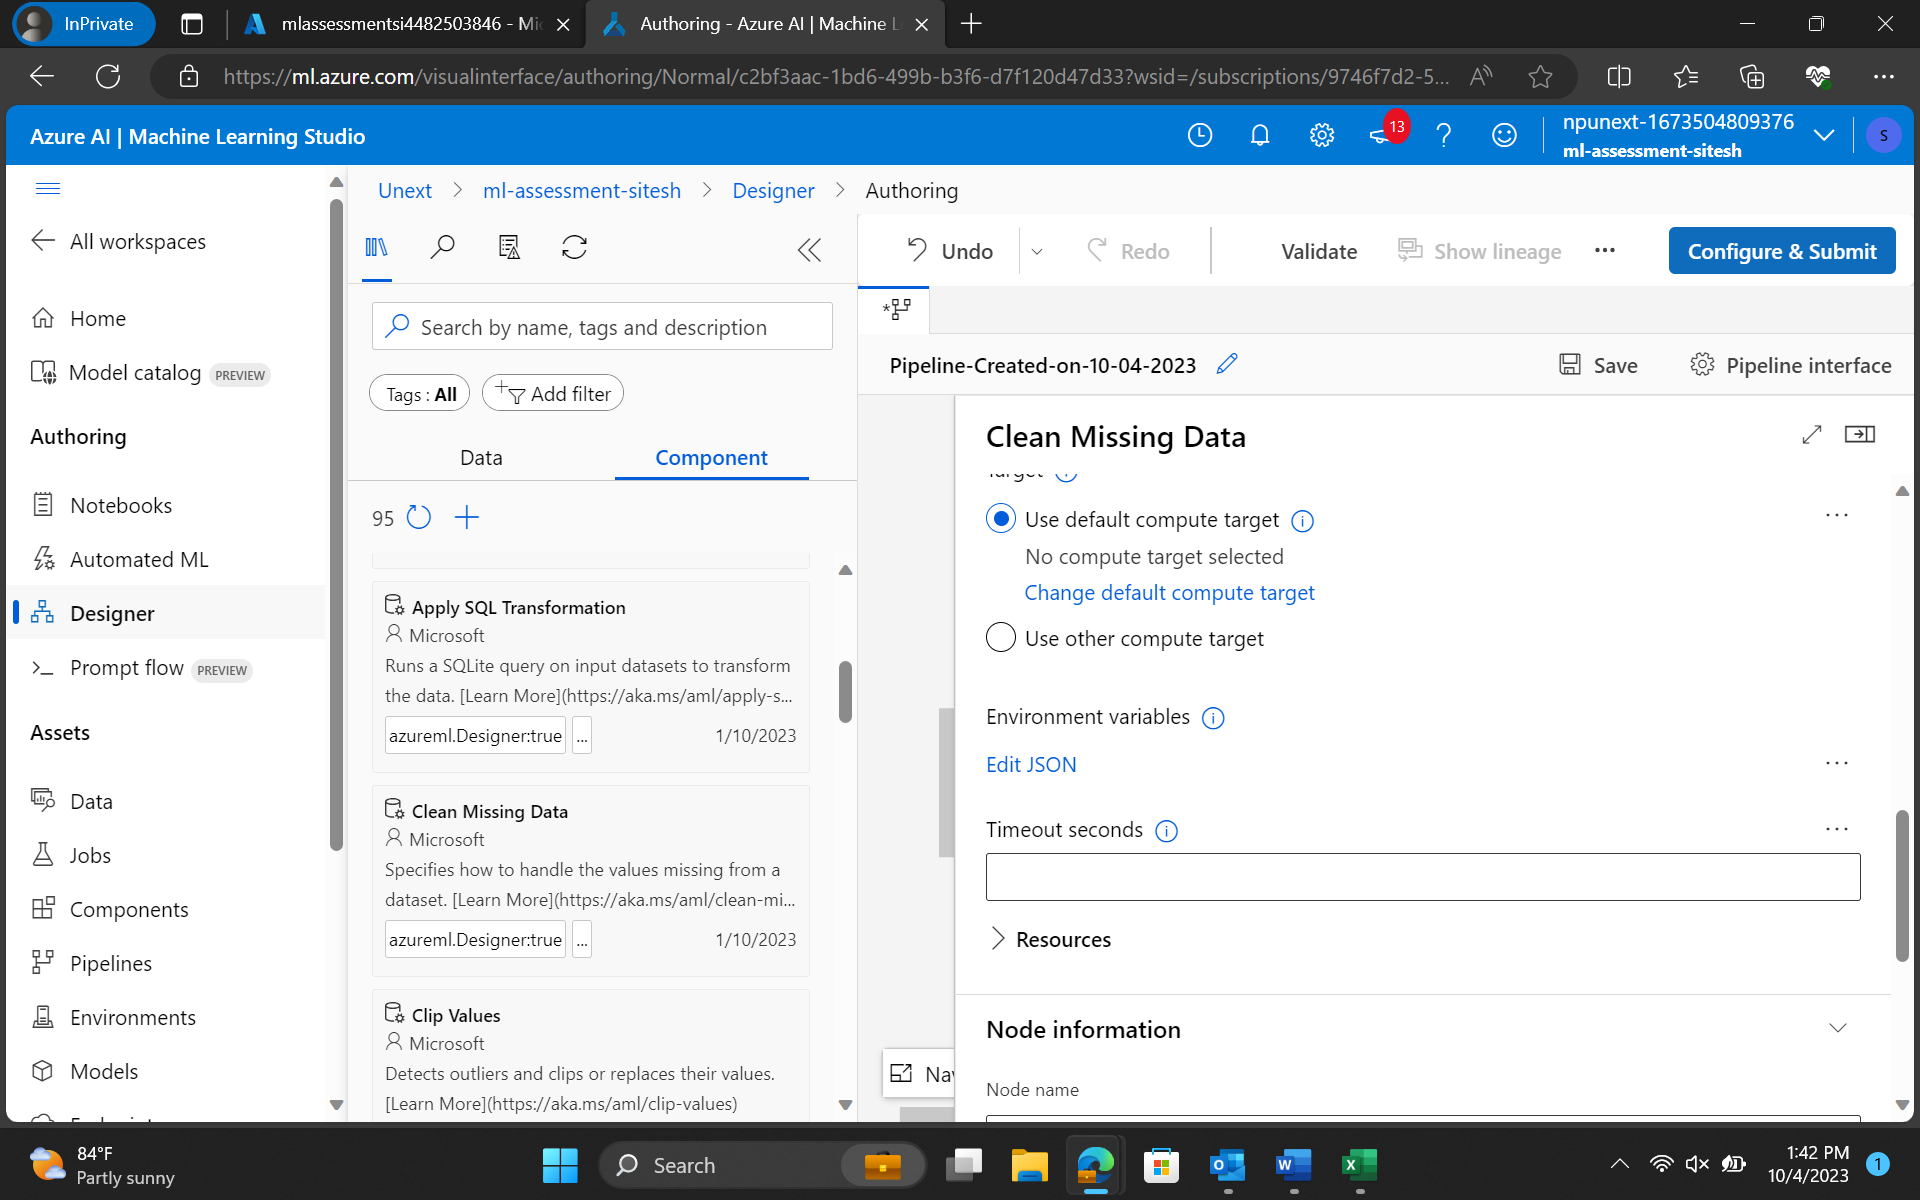 InPrivate
mlassessmentsi4482503846 - Mi
Authoring - Azure AI | Machine L
https://ml.azure.com/visualinterface/authoring/Normal/c2bf3aac-1bd6-499b-b3f6-d7f120d47d33?wsid=/subscriptions/9746f7d2-5...
Azure AI | Machine Learning Studio
13
npunext-1673504809376
ml-assessment-sitesh
S
All workspaces
Home
Model catalog PREVIEW
Authoring
Notebooks
Automated ML
Designer
Prompt flow PREVIEW
Assets
Data
Jobs
Components
Pipelines
Environments
Models
Unext > ml-assessment-sitesh > Designer > Authoring
Search by name, tags and description
Tags : All
Add filter
Data
Component
95
Apply SQL Transformation
Microsoft
Runs a SQLite query on input datasets to transform
the data. [Learn More](https://aka.ms/aml/apply-s...
azureml.Designer:true ... 1/10/2023
Clean Missing Data
Microsoft
Specifies how to handle the values missing from a
dataset. [Learn More](https://aka.ms/aml/clean-mi...
azureml.Designer:true ... 1/10/2023
Clip Values
Microsoft
Detects outliers and clips or replaces their values.
[Learn More](https://aka.ms/aml/clip-values)
Undo
Redo
Validate
Show lineage
Configure & Submit
Pipeline-Created-on-10-04-2023
Save
Pipeline interface
Clean Missing Data
Use default compute target
No compute target selected
Change default compute target
Use other compute target
Environment variables
Edit JSON
Timeout seconds
Resources
Node information
Node name
Nav
84°F
Partly sunny
Search
1:42 PM
10/4/2023
1